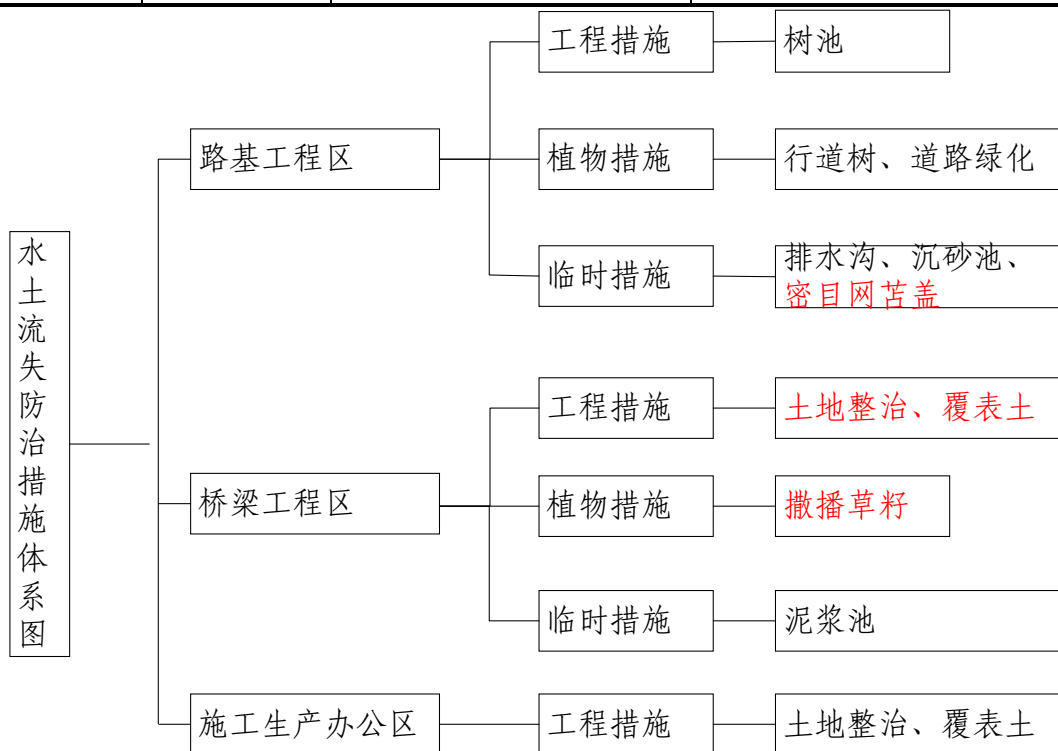 水土流失防治措施体系图
路基工程区
工程措施
树池
植物措施
行道树、道路绿化
临时措施
排水沟、沉砂池、
密目网苫盖
桥梁工程区
工程措施
土地整治、覆表土
植物措施
撒播草籽
临时措施
泥浆池
施工生产办公区
工程措施
土地整治、覆表土